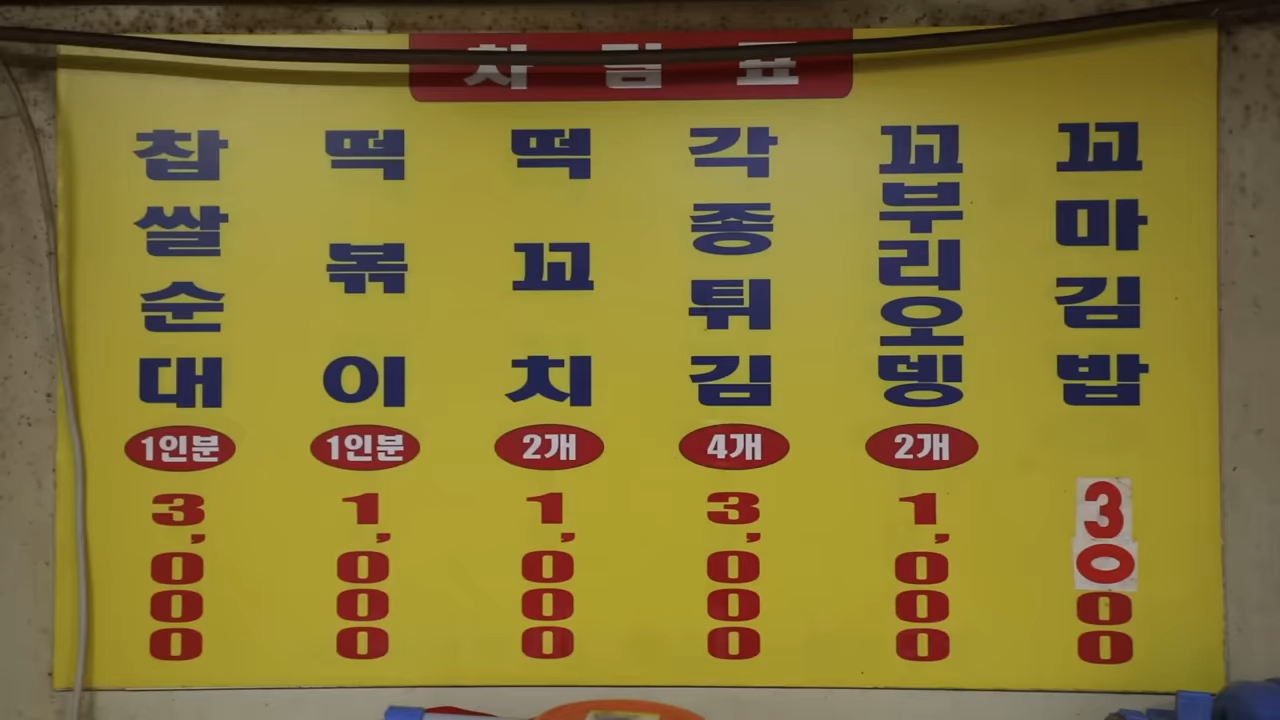 차림표
찹쌀순대 1인분 3,000
떡볶이 1인분 1,000
떡꼬치 2개 1,000
각종튀김 4개 3,000
꼬부리오뎅 2개 1,000
꼬마김밥 3000